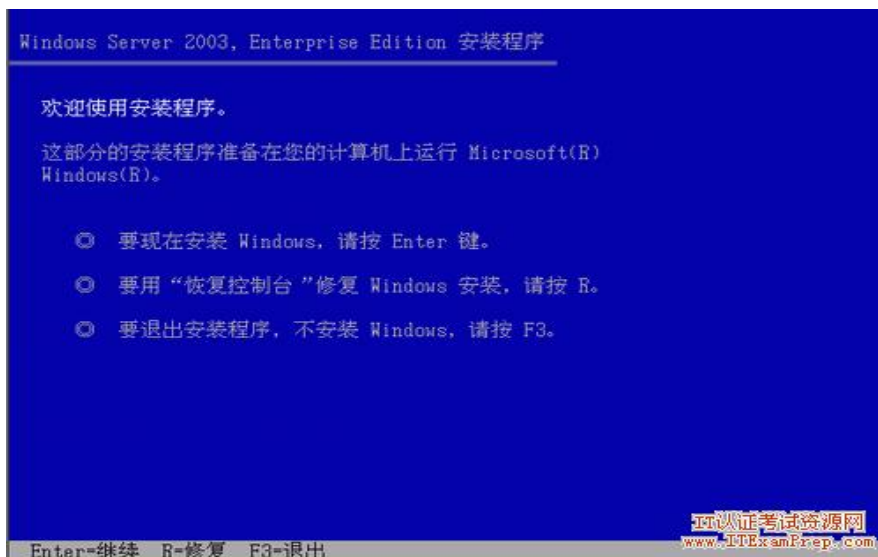 Windows Server 2003, Enterprise Edition 安装程序
欢迎使用安装程序。
这部分的安装程序准备在您的计算机上运行 Microsoft(R)
Windows(R)。
◎ 要现在安装 Windows，请按 Enter 键。
◎ 要用“恢复控制台”修复 Windows 安装，请按 R。
◎ 要退出安装程序，不安装 Windows，请按 F3。
IT认证考试资源网
www.ITExamPrep.com
Enter=继续 R=修复 F3=退出